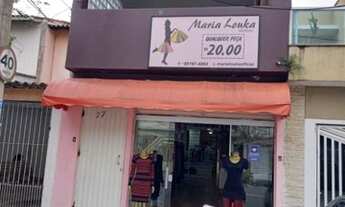 Maria Louka
QUALQUER PEÇA
R$ 20.00
40
27